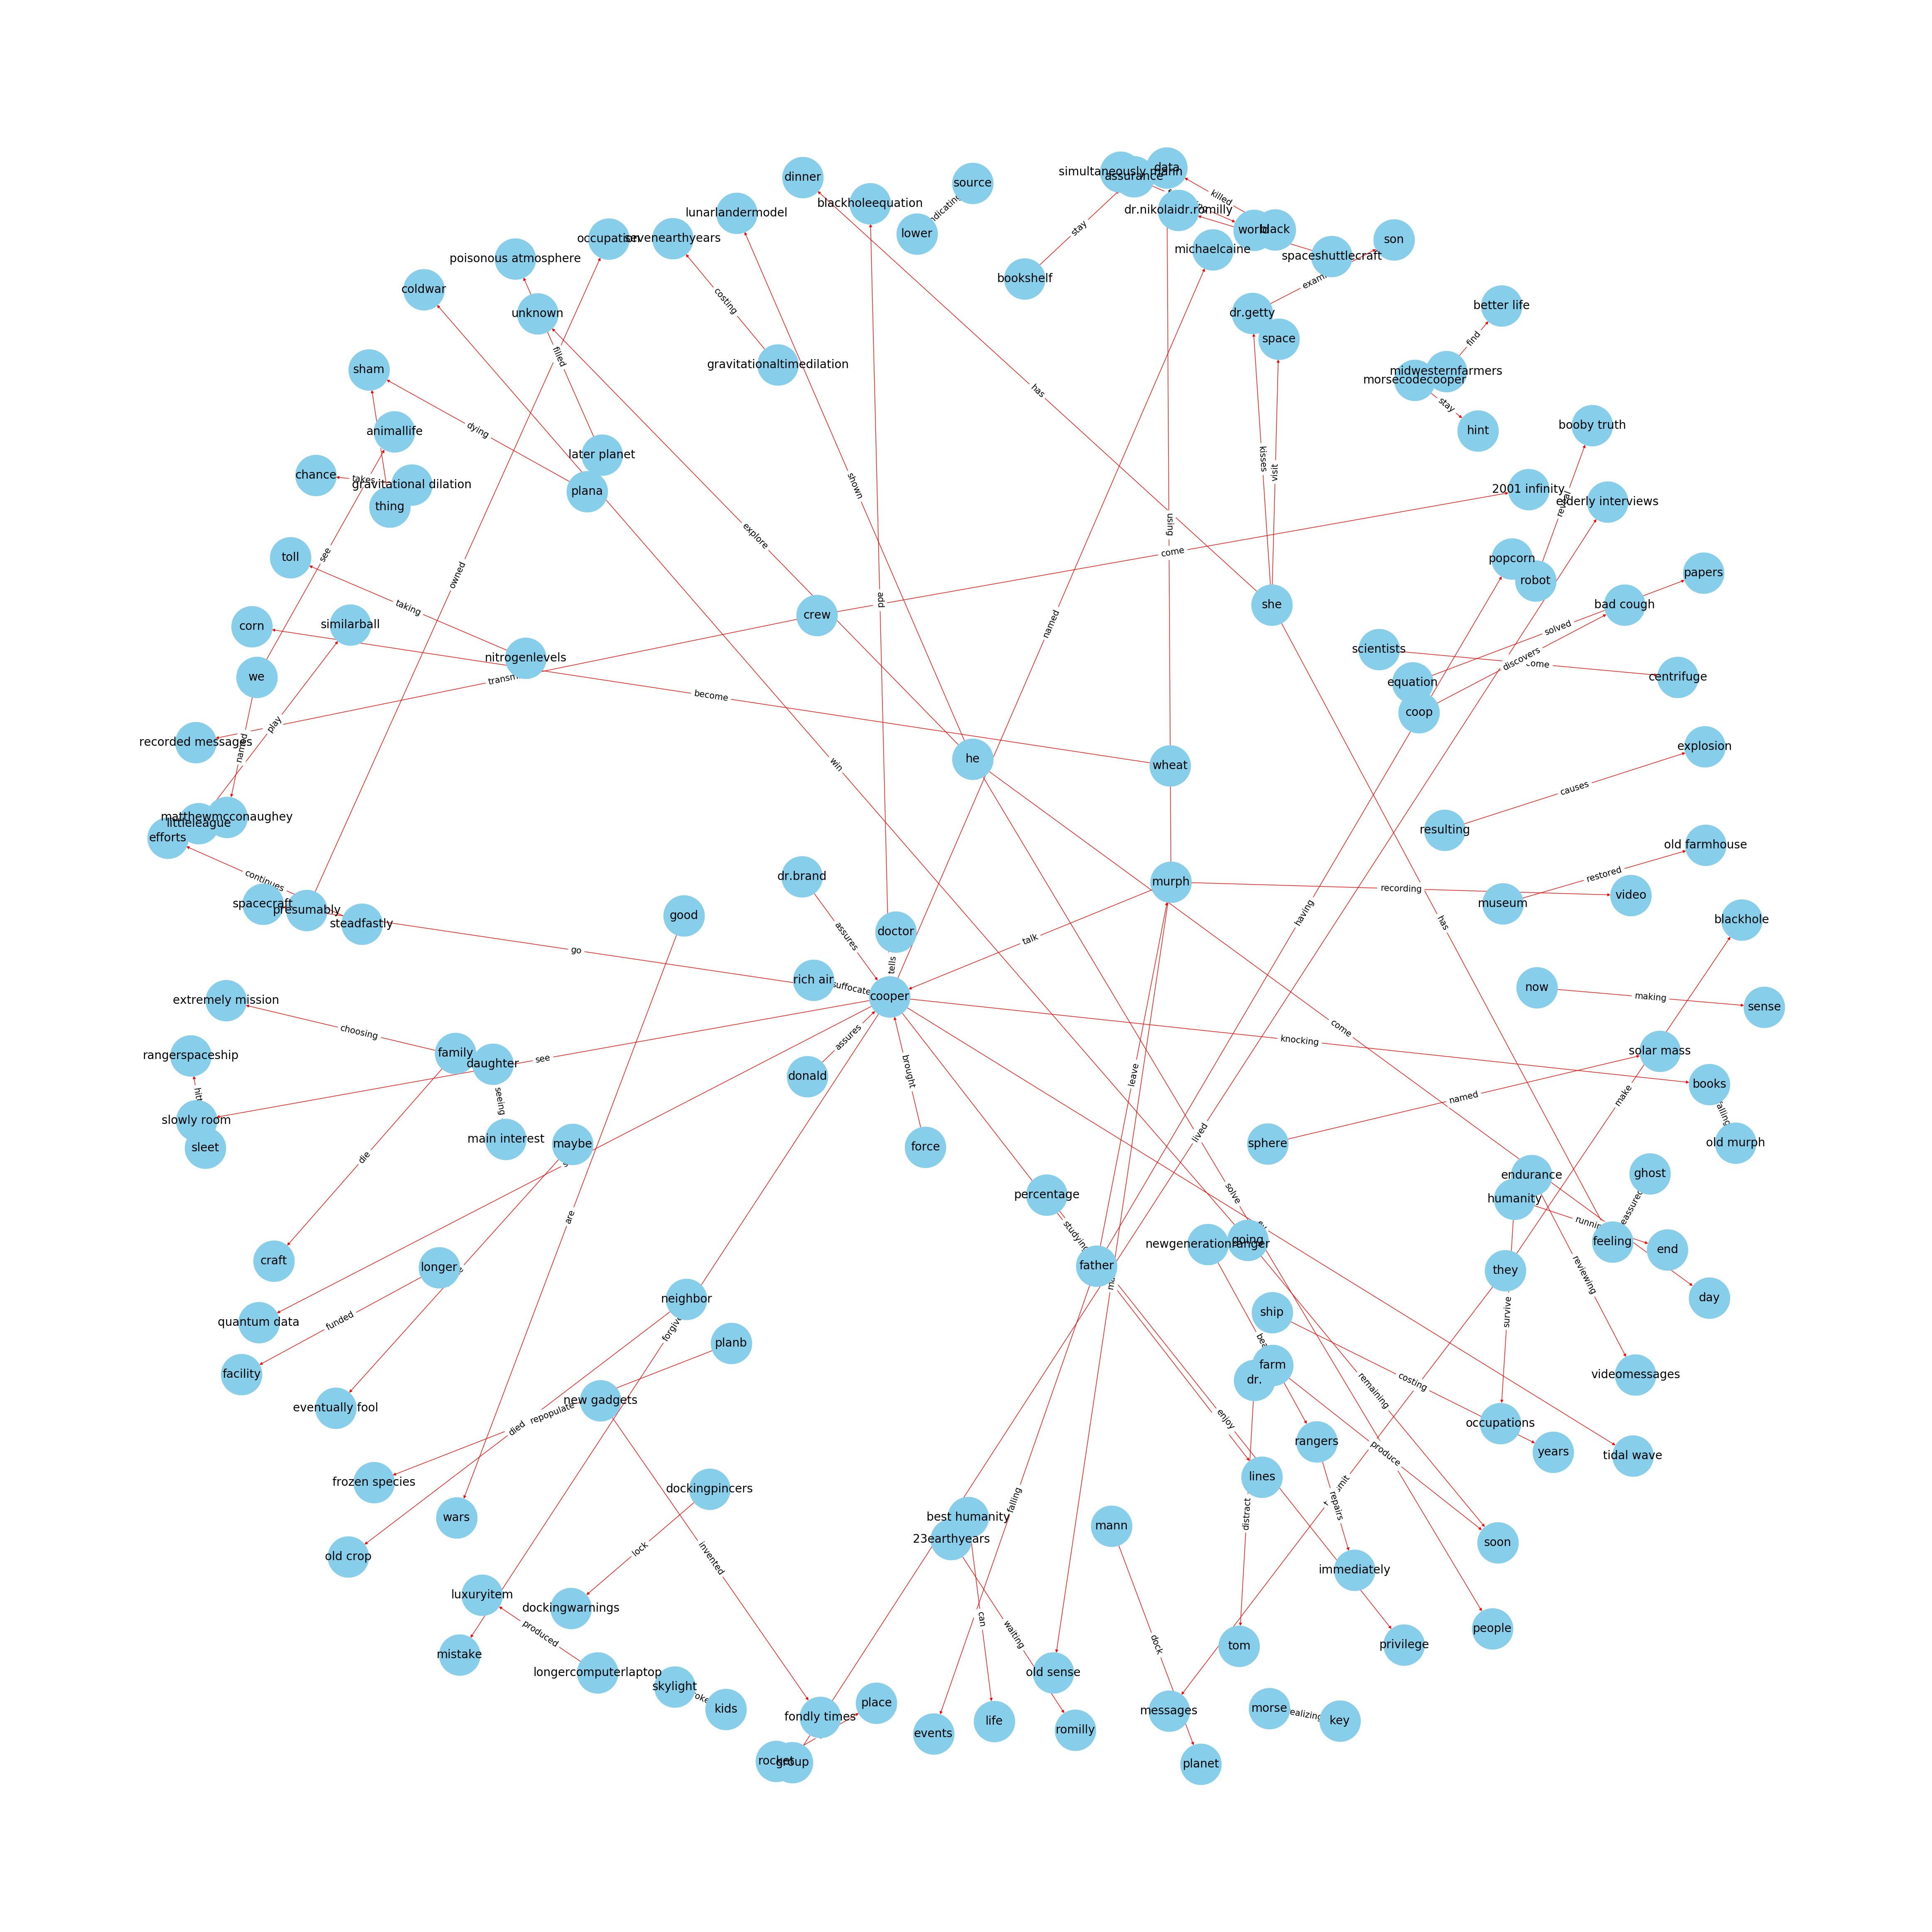 data
simultaneously mann
assurance
dinner
source
blackholeequation
killed
lunarlandermodel
dr.nikolaidr.romilly
lower
world
black
stay
occupation
sevenearthyears
son
michaelcaine
spaceshuttlecraft
poisonous atmosphere
bookshelf
coldwar
costing
better life
unknown
dr.getty
space
find
filled
gravitationaltimedilation
sham
midwesternfarmers
morsecodecooper
has
stay
hint
booby truth
dying
animallife
later planet
kisses
visit
chance
takes
gravitational dilation
shown
plana
2001 infinity
elderly interviews
thing
using
explore
see
come
toll
popcorn
papers
owned
robot
add
she
bad cough
taking
crew
similarball
corn
named
solved
scientists
nitrogenlevels
discovers
we
centrifuge
equation
become
coop
play
recorded messages
named
explosion
he
win
wheat
causes
matthewmcconaughey
littleleague
resulting
efforts
old farmhouse
restored
continues
dr.brand
murph
recording
video
spacecraft
presumably
museum
steadfastly
good
having
blackhole
has
doctor
assures
talk
go
tells
rich air
suffocate
now
cooper
making
sense
extremely mission
choosing
come
assures
knocking
family
solar mass
rangerspaceship
see
daughter
brought
leave
donald
books
make
named
seeing
slowly room
lived
main interest
maybe
force
sphere
old murph
sleet
die
endurance
ghost
percentage
solve
humanity
are
studying
running
newgenerationranger
going
feeling
end
craft
longer
father
they
reviewing
neighbor
day
quantum data
ship
survive
funded
forgive
planb
farm
facility
dr.
videomessages
costing
remaining
new gadgets
eventually fool
enjoy
repopulate
occupations
died
rangers
produce
years
tidal wave
lines
frozen species
dockingpincers
falling
repairs
wars
best humanity
distract
mann
23earthyears
soon
lock
old crop
invented
immediately
luxuryitem
dockingwarnings
can
people
produced
waiting
dock
tom
privilege
mistake
longercomputerlaptop
old sense
skylight
place
kids
morse
key
fondly times
messages
life
events
romilly
rocket
group
planet